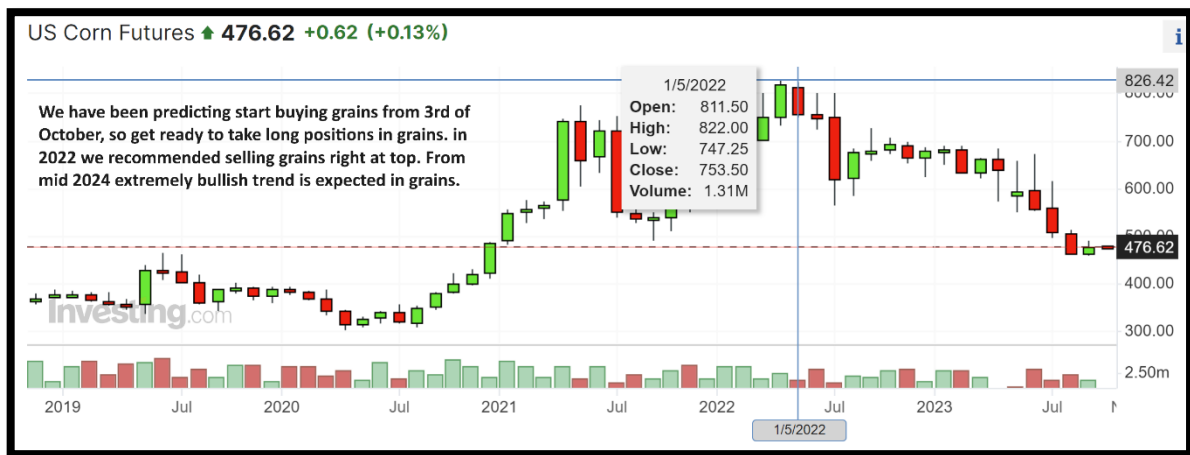 US Corn Futures 476.62 +0.62 (+0.13%)
i
826.42
800.00
We have been predicting start buying grains from 3rd of
October, so get ready to take long positions in grains. in
2022 we recommended selling grains right at top. From
mid 2024 extremely bullish trend is expected in grains.
1/5/2022
Open: 811.50
High: 822.00
Low: 747.25
Close: 753.50
Volume: 1.31M
700.00
600.00
500.00
476.62
400.00
Investing.com
300.00
2.50m
2019 Jul 2020 Jul 2021 Jul 2022 Jul 2023 Jul
1/5/2022